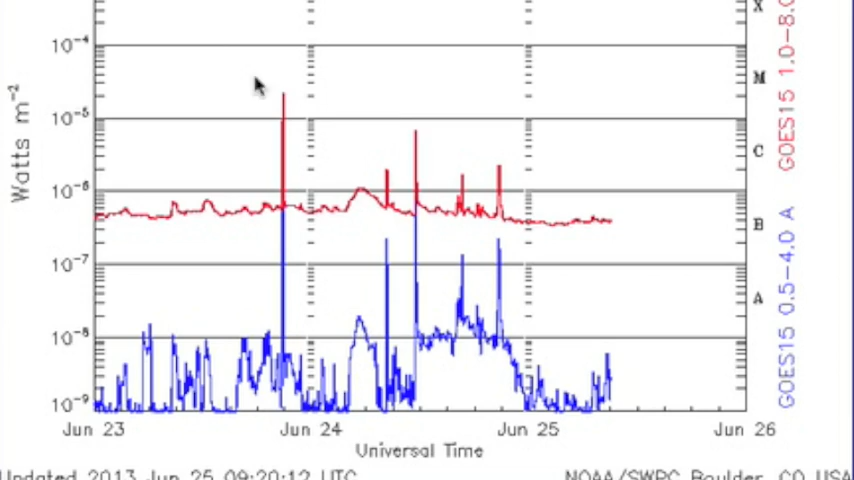 X
10⁻⁴
M
10⁻⁵
C
10⁻⁶
B
10⁻⁷
A
10⁻⁸
10⁻⁹
Watts m⁻²
GOES15 1.0-8.0
GOES15 0.5-4.0 A
Jun 23 Jun 24 Jun 25 Jun 26
Universal Time
Updated 2013 Jun 25 09:20:12 UTC NOAA/SWPC Boulder, CO USA